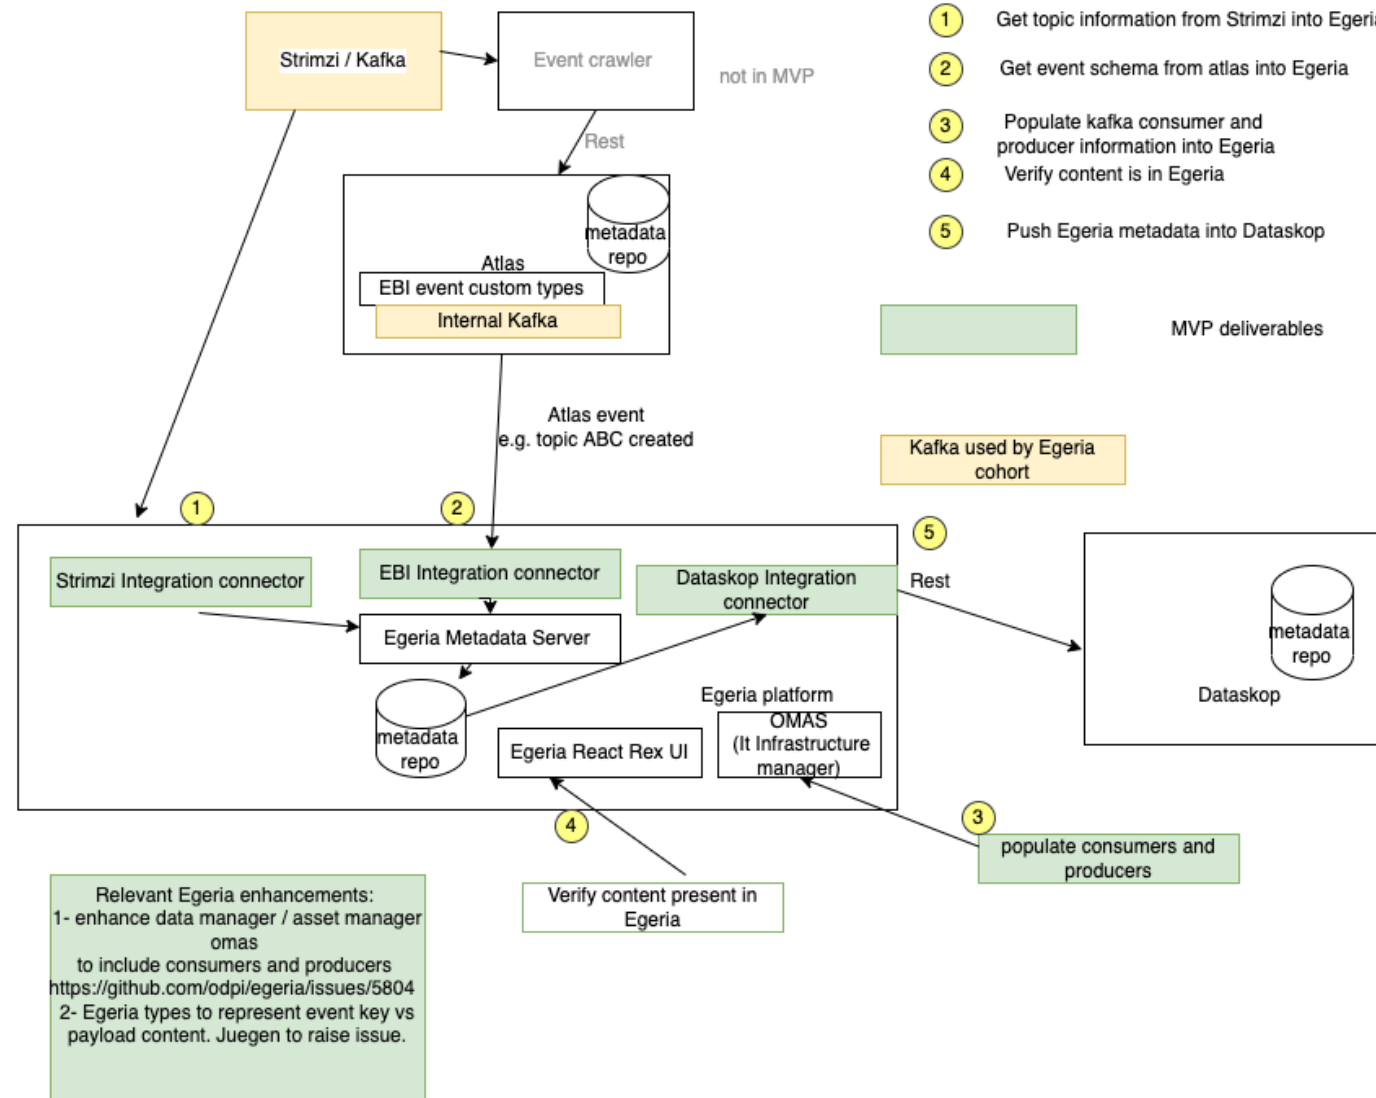 1
Get topic information from Strimzi into Egeria
Strimzi / Kafka
Event crawler
not in MVP
2
Get event schema from atlas into Egeria
3
Populate kafka consumer and
producer information into Egeria
Rest
4
Verify content is in Egeria
metadata
repo
5
Push Egeria metadata into Dataskop
Atlas
EBI event custom types
Internal Kafka
MVP deliverables
Atlas event
e.g. topic ABC created
Kafka used by Egeria
cohort
1
2
5
Strimzi Integration connector
EBI Integration connector
Dataskop Integration
connector
Rest
Egeria Metadata Server
metadata
repo
Dataskop
Egeria platform
metadata
repo
Egeria React Rex UI
OMAS
(It Infrastructure
manager)
4
3
populate consumers and
producers
Verify content present in
Egeria
Relevant Egeria enhancements:
1- enhance data manager / asset manager
omas
to include consumers and producers
https://github.com/odpi/egeria/issues/5804
2- Egeria types to represent event key vs
payload content. Juegen to raise issue.